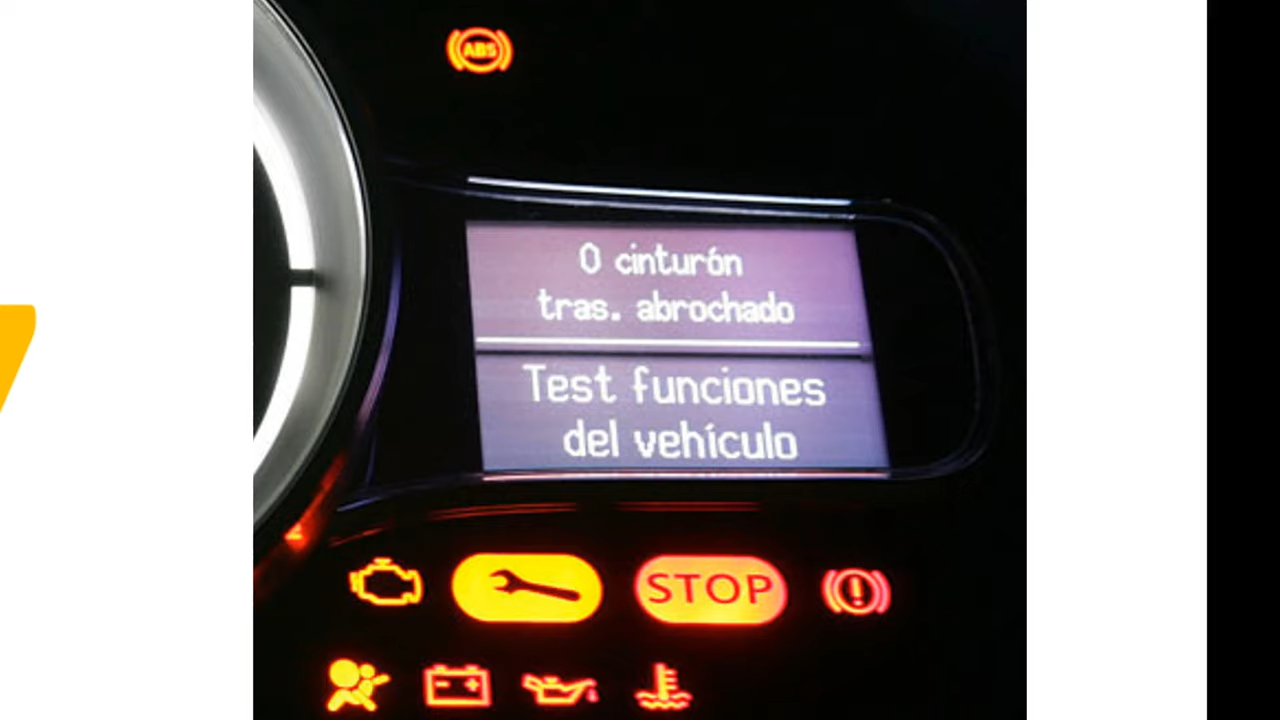 ABS
0 cinturón
tras. abrochado
Test funciones
del vehículo
STOP